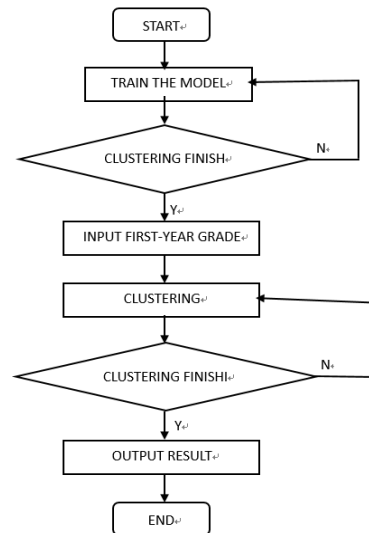 START
TRAIN THE MODEL
CLUSTERING FINISH
N
Y
INPUT FIRST-YEAR GRADE
CLUSTERING
CLUSTERING FINISHI
N
Y
OUTPUT RESULT
END